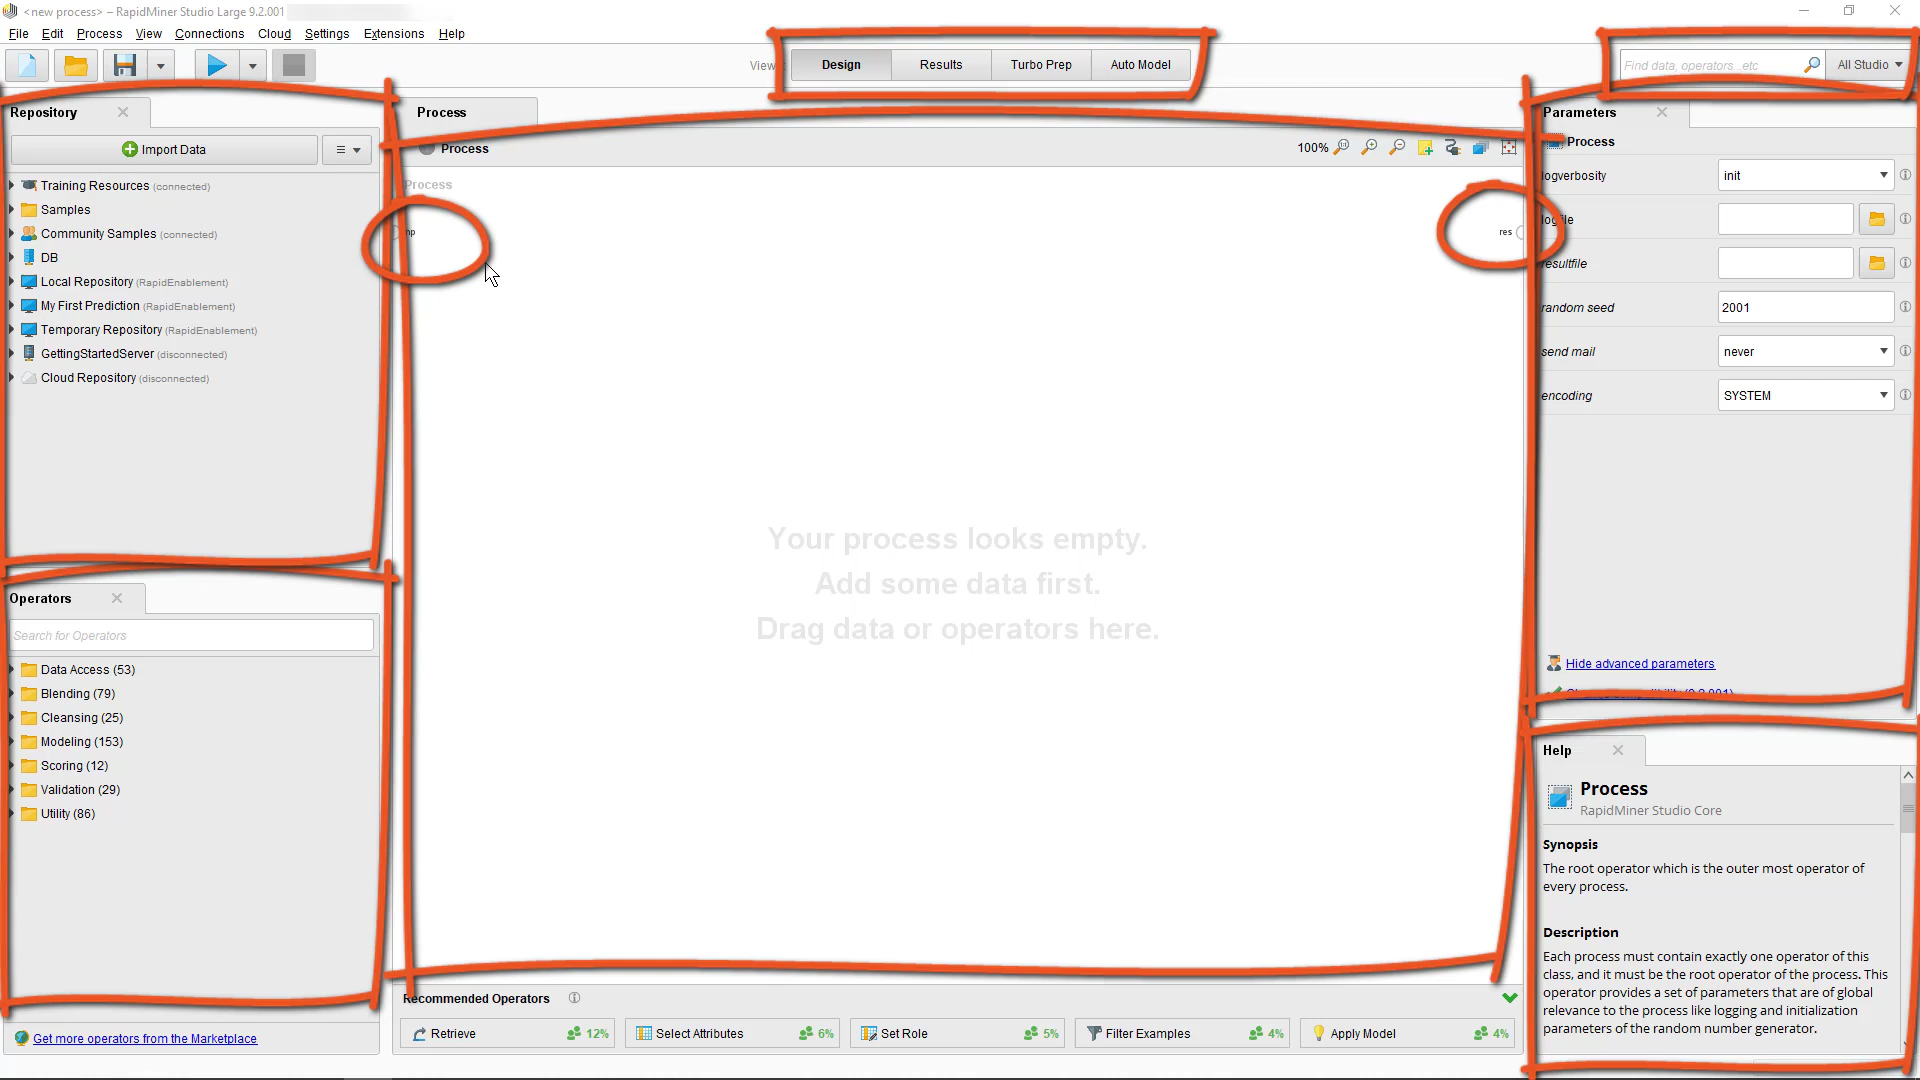 <new process> – RapidMiner Studio Large 9.2.001
File Edit Process View Connections Cloud Settings Extensions Help
Views
Design
Results
Turbo Prep
Auto Model
Find data, operators...etc
All Studio
Repository
Import Data
Training Resources (connected)
Samples
Community Samples (connected)
DB
Local Repository (RapidEnablement)
My First Prediction (RapidEnablement)
Temporary Repository (RapidEnablement)
GettingStartedServer (disconnected)
Cloud Repository (disconnected)
Operators
Search for Operators
Data Access (53)
Blending (79)
Cleansing (25)
Modeling (153)
Scoring (12)
Validation (29)
Utility (86)
Get more operators from the Marketplace
Process
Process
100%
Process
inp
res
Your process looks empty.
Add some data first.
Drag data or operators here.
Recommended Operators
Retrieve 12%
Select Attributes 6%
Set Role 5%
Filter Examples 4%
Apply Model 4%
Parameters
Process
logverbosity init
logfile
resultfile
random seed 2001
send mail never
encoding SYSTEM
Hide advanced parameters
Change compatibility (9.2.001)
Help
Process
RapidMiner Studio Core
Synopsis
The root operator which is the outer most operator of
every process.
Description
Each process must contain exactly one operator of this
class, and it must be the root operator of the process. This
operator provides a set of parameters that are of global
relevance to the process like logging and initialization
parameters of the random number generator.